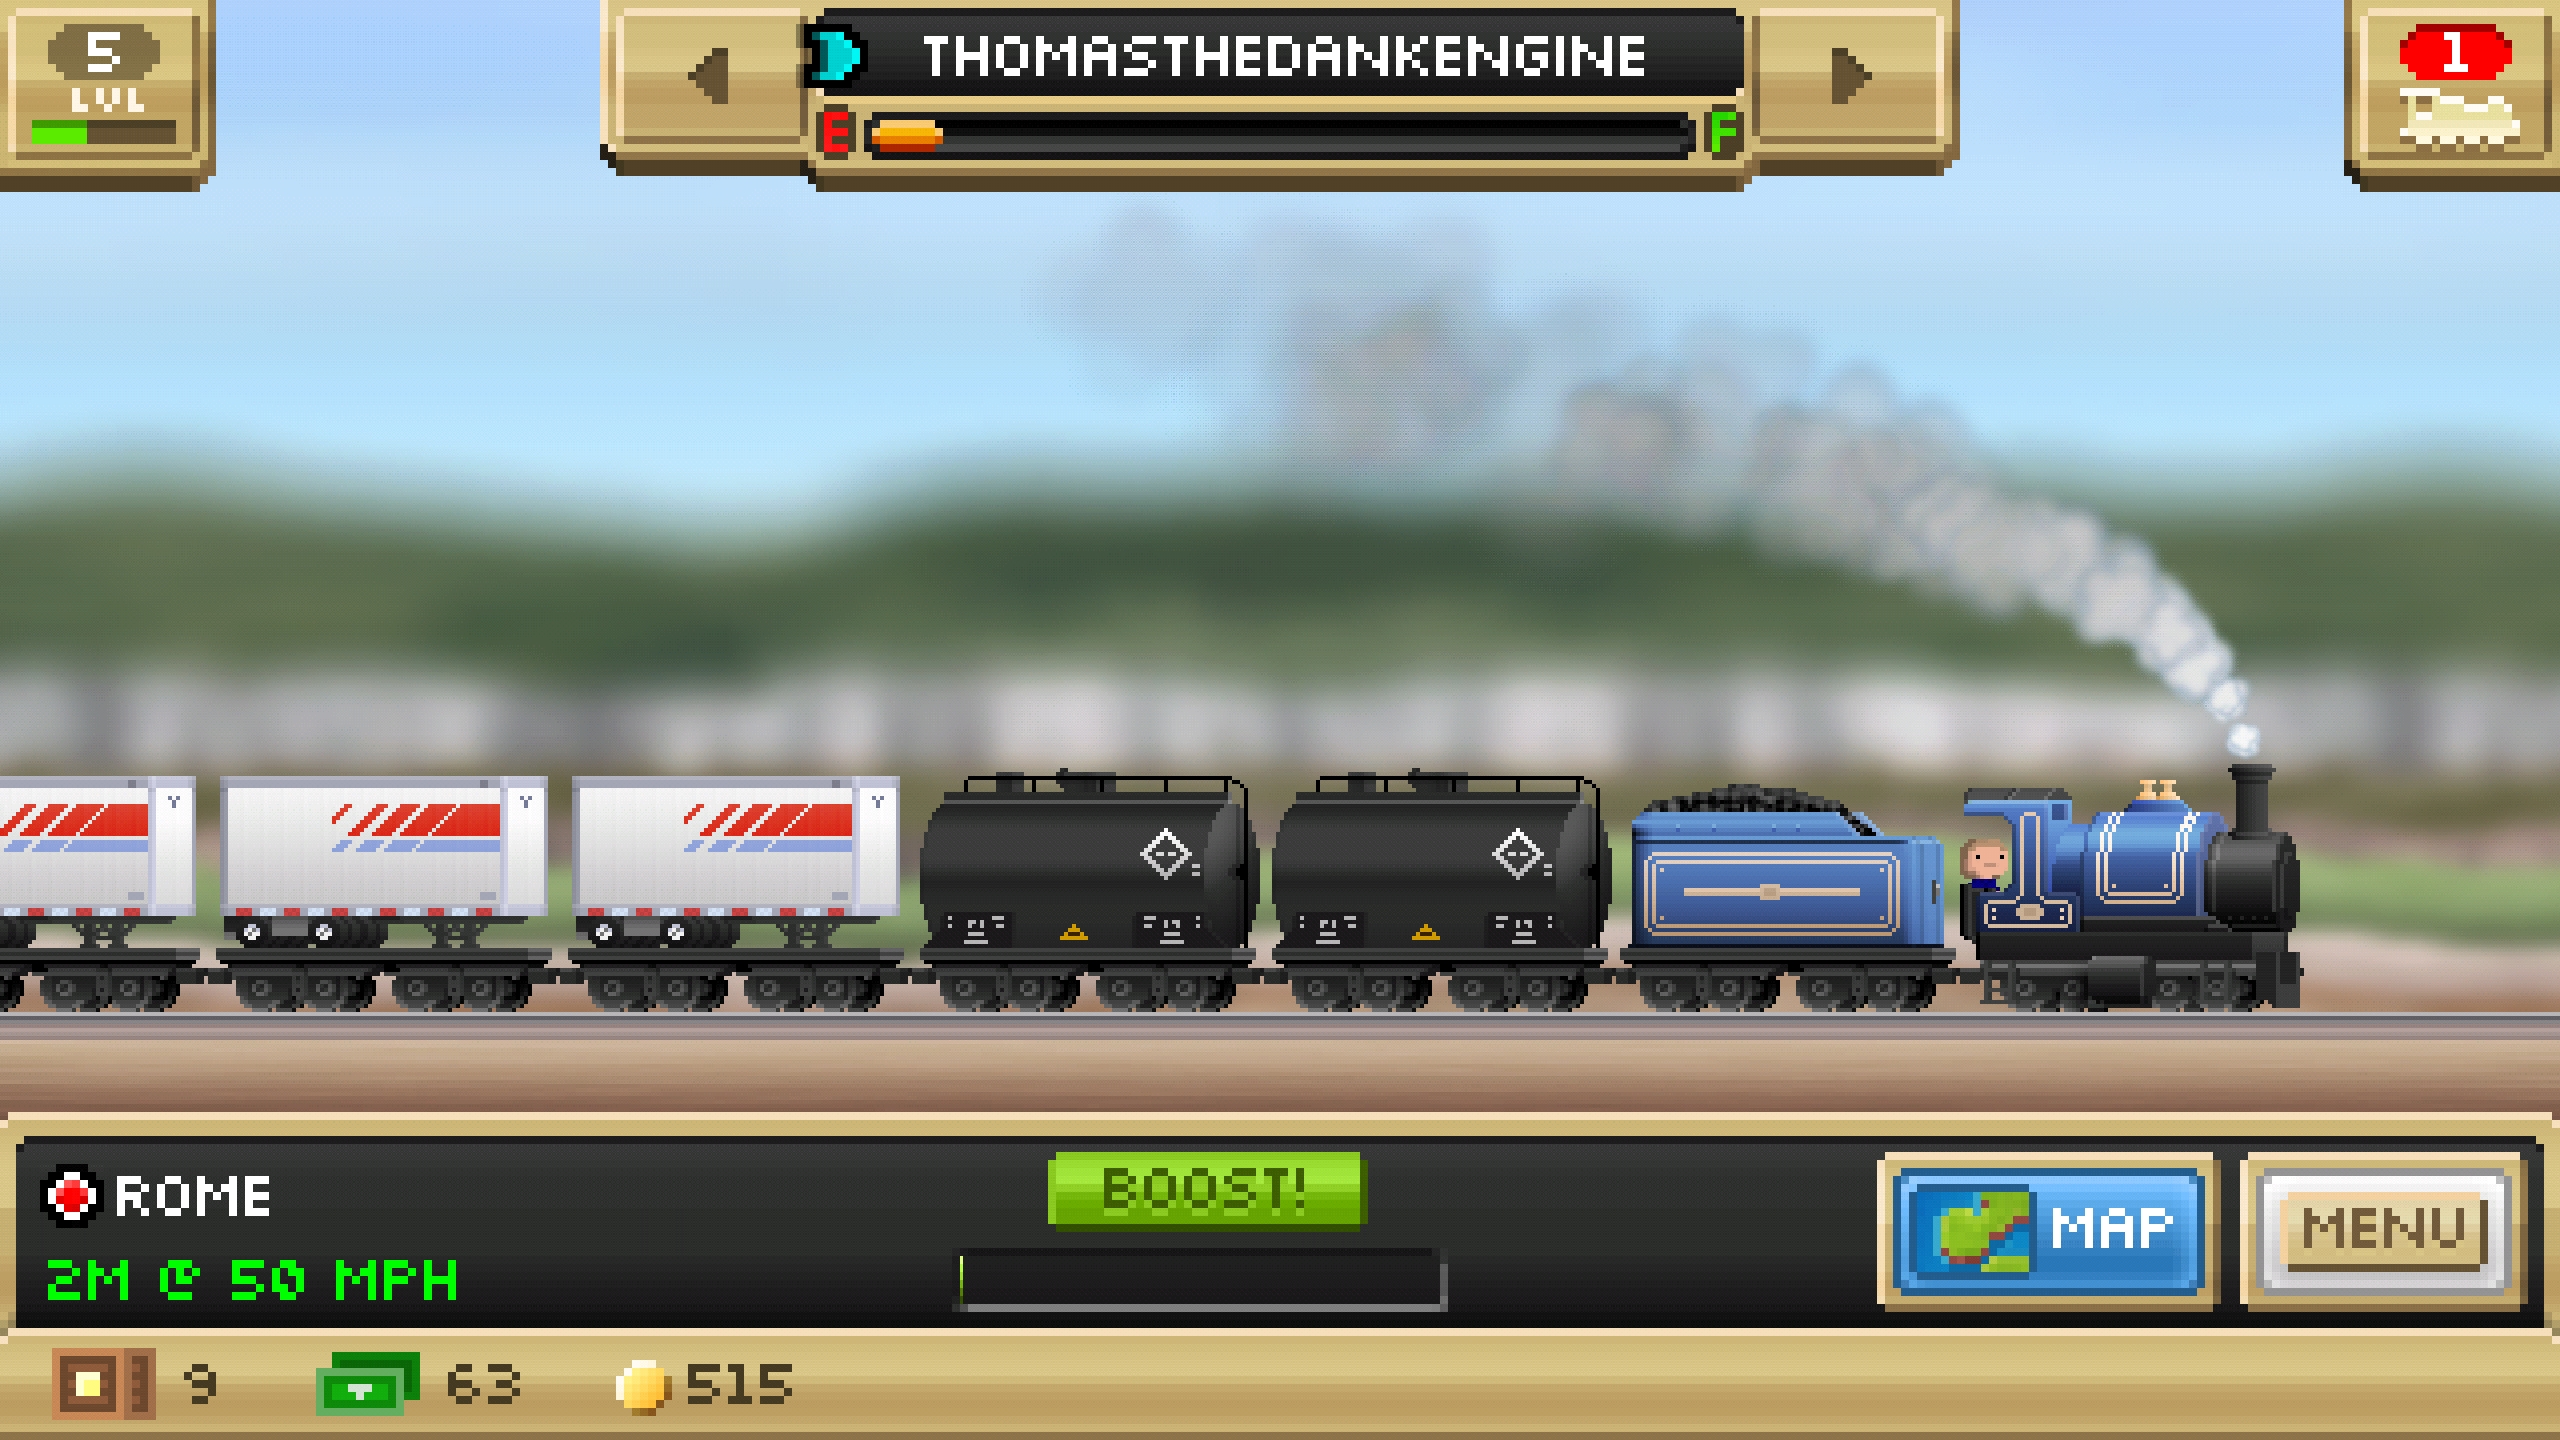 5
LVL
THOMASTHEDANKENGINE
E F
1
ROME
2M @ 50 MPH
BOOST!
MAP
MENU
9
63
515